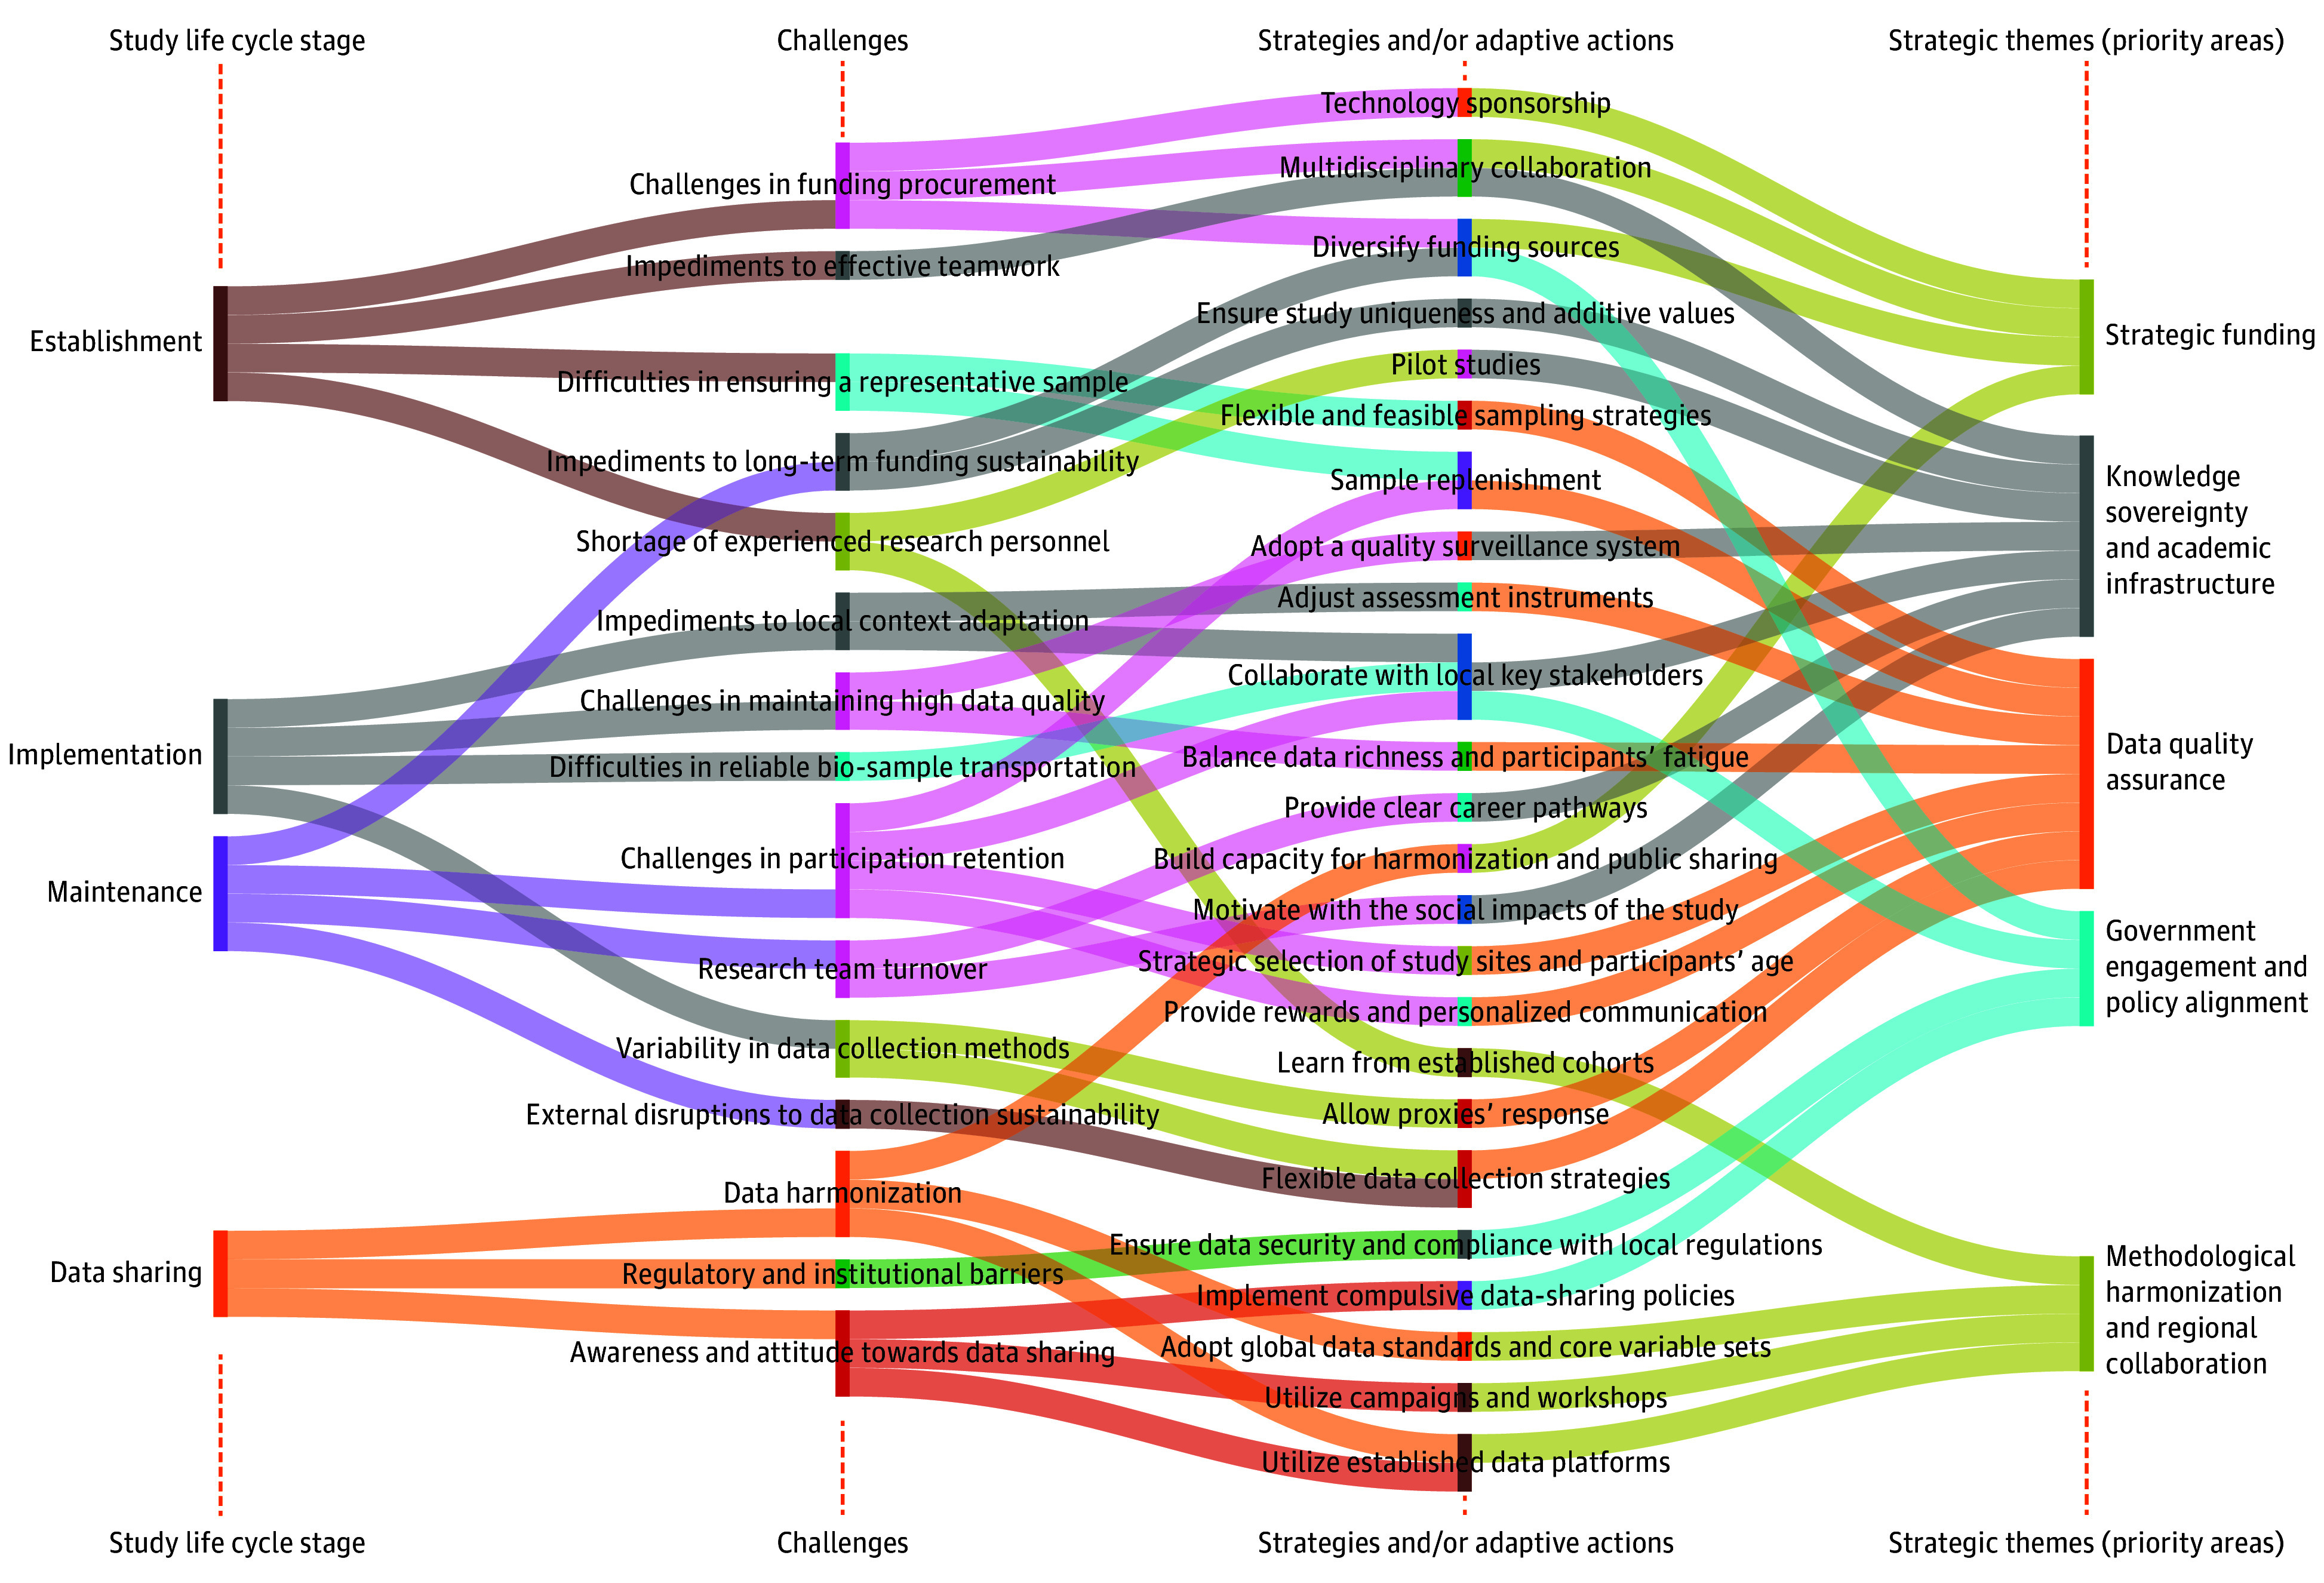 Study life cycle stage
Challenges
Strategies and/or adaptive actions
Strategic themes (priority areas)
Establishment
Implementation
Maintenance
Data sharing
Challenges in funding procurement
Impediments to effective teamwork
Difficulties in ensuring a representative sample
Impediments to long-term funding sustainability
Shortage of experienced research personnel
Impediments to local context adaptation
Challenges in maintaining high data quality
Difficulties in reliable bio-sample transportation
Challenges in participation retention
Research team turnover
Variability in data collection methods
External disruptions to data collection sustainability
Data harmonization
Regulatory and institutional barriers
Awareness and attitude towards data sharing
Technology sponsorship
Multidisciplinary collaboration
Diversify funding sources
Ensure study uniqueness and additive values
Pilot studies
Flexible and feasible sampling strategies
Sample replenishment
Adopt a quality surveillance system
Adjust assessment instruments
Collaborate with local key stakeholders
Balance data richness and participants’ fatigue
Provide clear career pathways
Build capacity for harmonization and public sharing
Motivate with the social impacts of the study
Strategic selection of study sites and participants’ age
Provide rewards and personalized communication
Learn from established cohorts
Allow proxies’ response
Flexible data collection strategies
Ensure data security and compliance with local regulations
Implement compulsive data-sharing policies
Adopt global data standards and core variable sets
Utilize campaigns and workshops
Utilize established data platforms
Strategic funding
Knowledge
sovereignty
and academic
infrastructure
Data quality
assurance
Government
engagement and
policy alignment
Methodological
harmonization
and regional
collaboration
Study life cycle stage
Challenges
Strategies and/or adaptive actions
Strategic themes (priority areas)